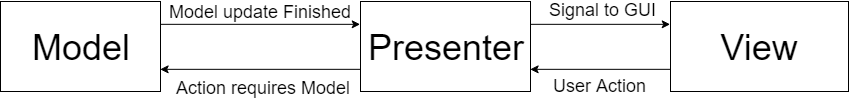 Model update Finished
Signal to GUI
Model
Presenter
View
Action requires Model
User Action